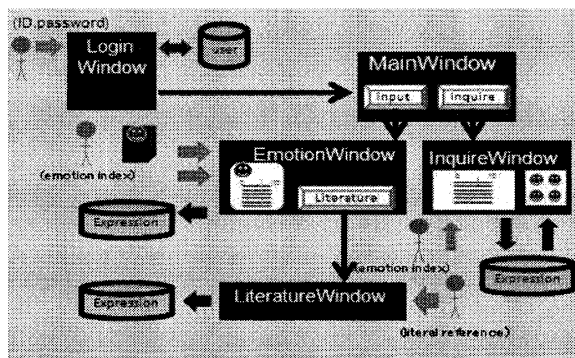 (ID.password)
Login
Window
user
MainWindow
Input
Inquire
EmotionWindow
Literature
InquireWindow
(emotion index)
Expression
(emotion index)
Expression
Expression
LiteratureWindow
(literal reference)